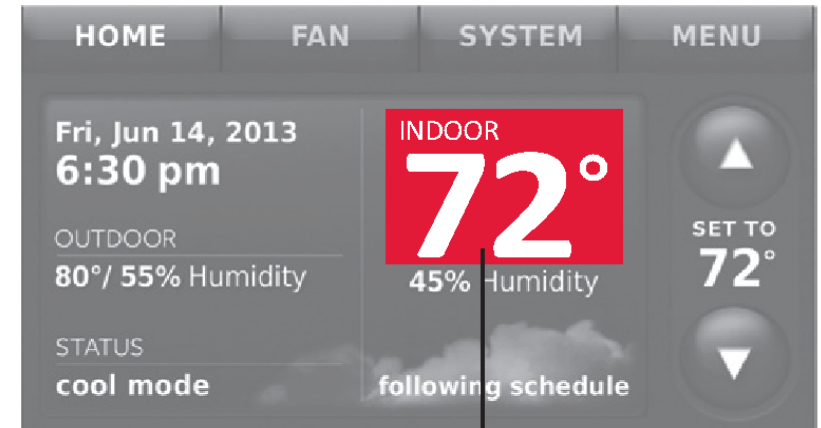 HOME FAN SYSTEM MENU
Fri, Jun 14, 2013
6:30 pm
OUTDOOR
80°/ 55% Humidity
STATUS
cool mode
INDOOR
72°
45% Humidity
following schedule
SET TO
72°